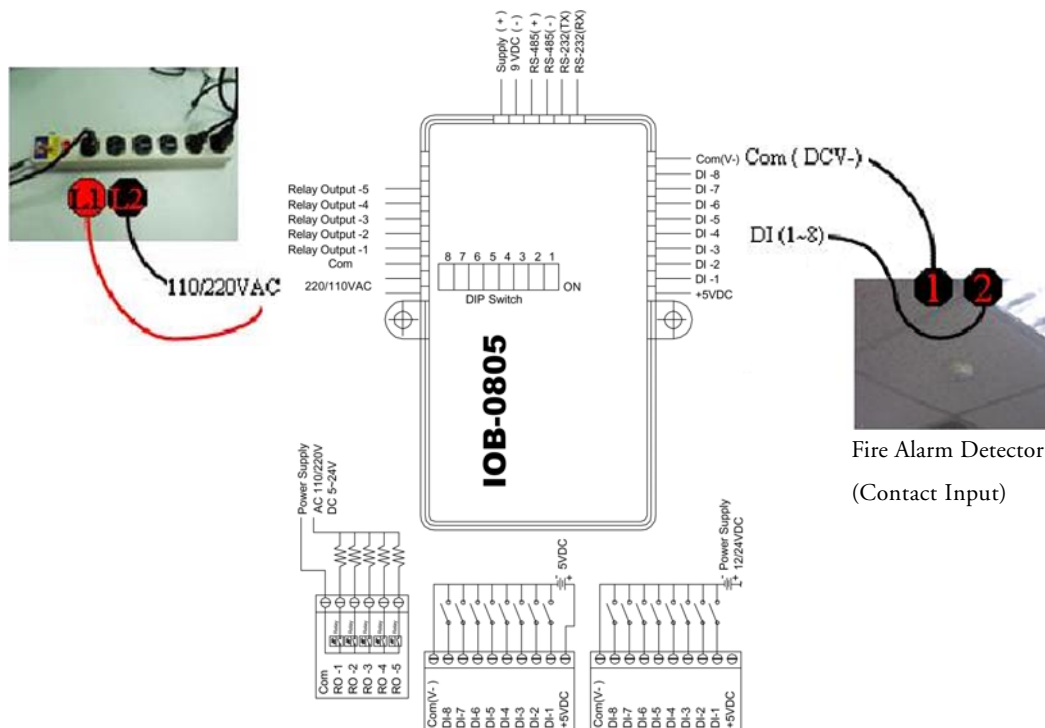 Supply (+)
9 VDC (-)
RS-485(+)
RS-485(-)
RS-232(TX)
RS-232(RX)
L1 L2
110/220VAC
Relay Output -5
Relay Output -4
Relay Output -3
Relay Output -2
Relay Output -1
Com
220/110VAC
8 7 6 5 4 3 2 1
ON
DIP Switch
IOB-0805
Com(V-)
DI -8
DI -7
DI -6
DI -5
DI -4
DI -3
DI -2
DI -1
+5VDC
Com ( DCV-)
DI (1~8)
1 2
Fire Alarm Detector
(Contact Input)
Power Supply
AC 110/220V
DC 5~24V
Relay
Relay
Relay
Relay
Relay
Com
RO -1
RO -2
RO -3
RO -4
RO -5
- +
5VDC
Com(V- )
DI-8
DI-7
DI-6
DI-5
DI-4
DI-3
DI-2
DI-1
+5VDC
- +
Power Supply
12/24VDC
Com(V- )
DI-8
DI-7
DI-6
DI-5
DI-4
DI-3
DI-2
DI-1
+5VDC